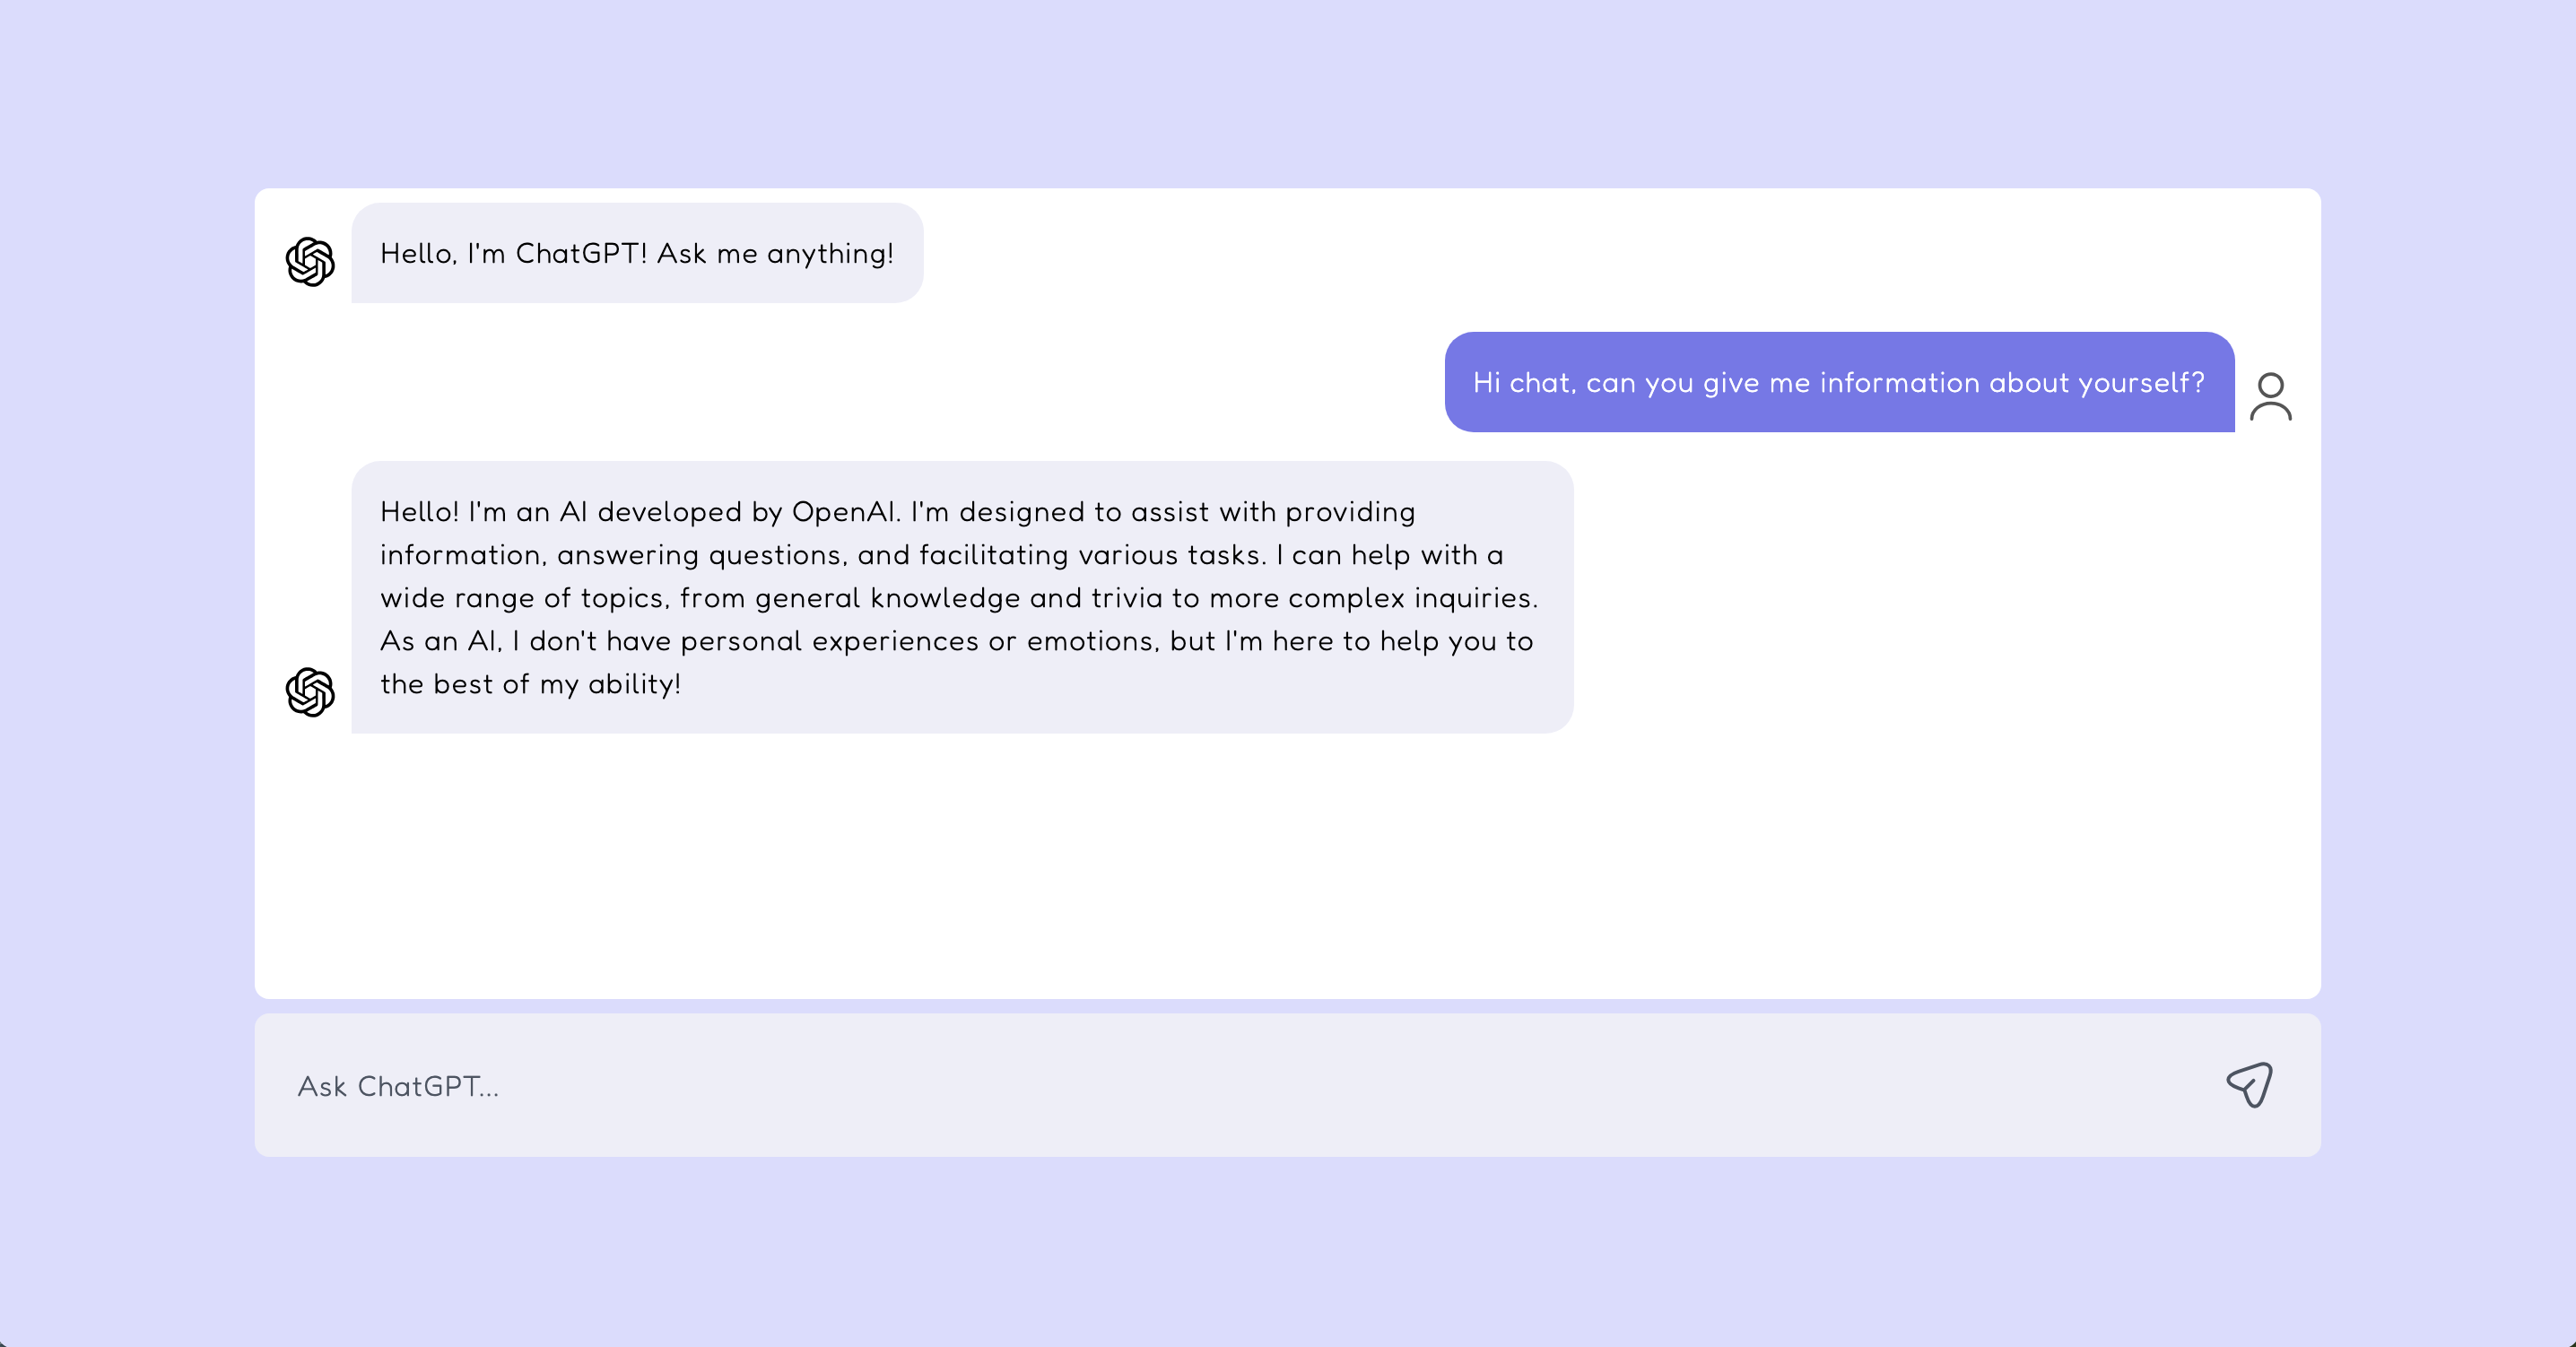 Hello, I'm ChatGPT! Ask me anything!
Hi chat, can you give me information about yourself?
Hello! I'm an AI developed by OpenAI. I'm designed to assist with providing
information, answering questions, and facilitating various tasks. I can help with a
wide range of topics, from general knowledge and trivia to more complex inquiries.
As an AI, I don't have personal experiences or emotions, but I'm here to help you to
the best of my ability!
Ask ChatGPT...